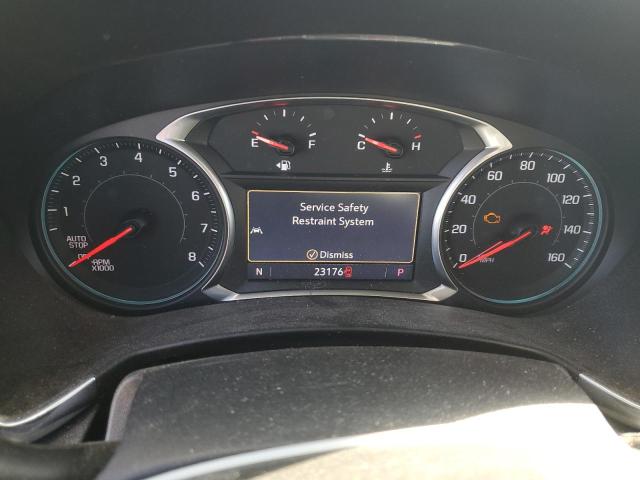 E F C H
1 2 3 4 5 6 7 8
AUTO
STOP
RPM
X1000
Service Safety
Restraint System
Dismiss
N 23176 P
0 20 40 60 80 100 120 140 160
MPH